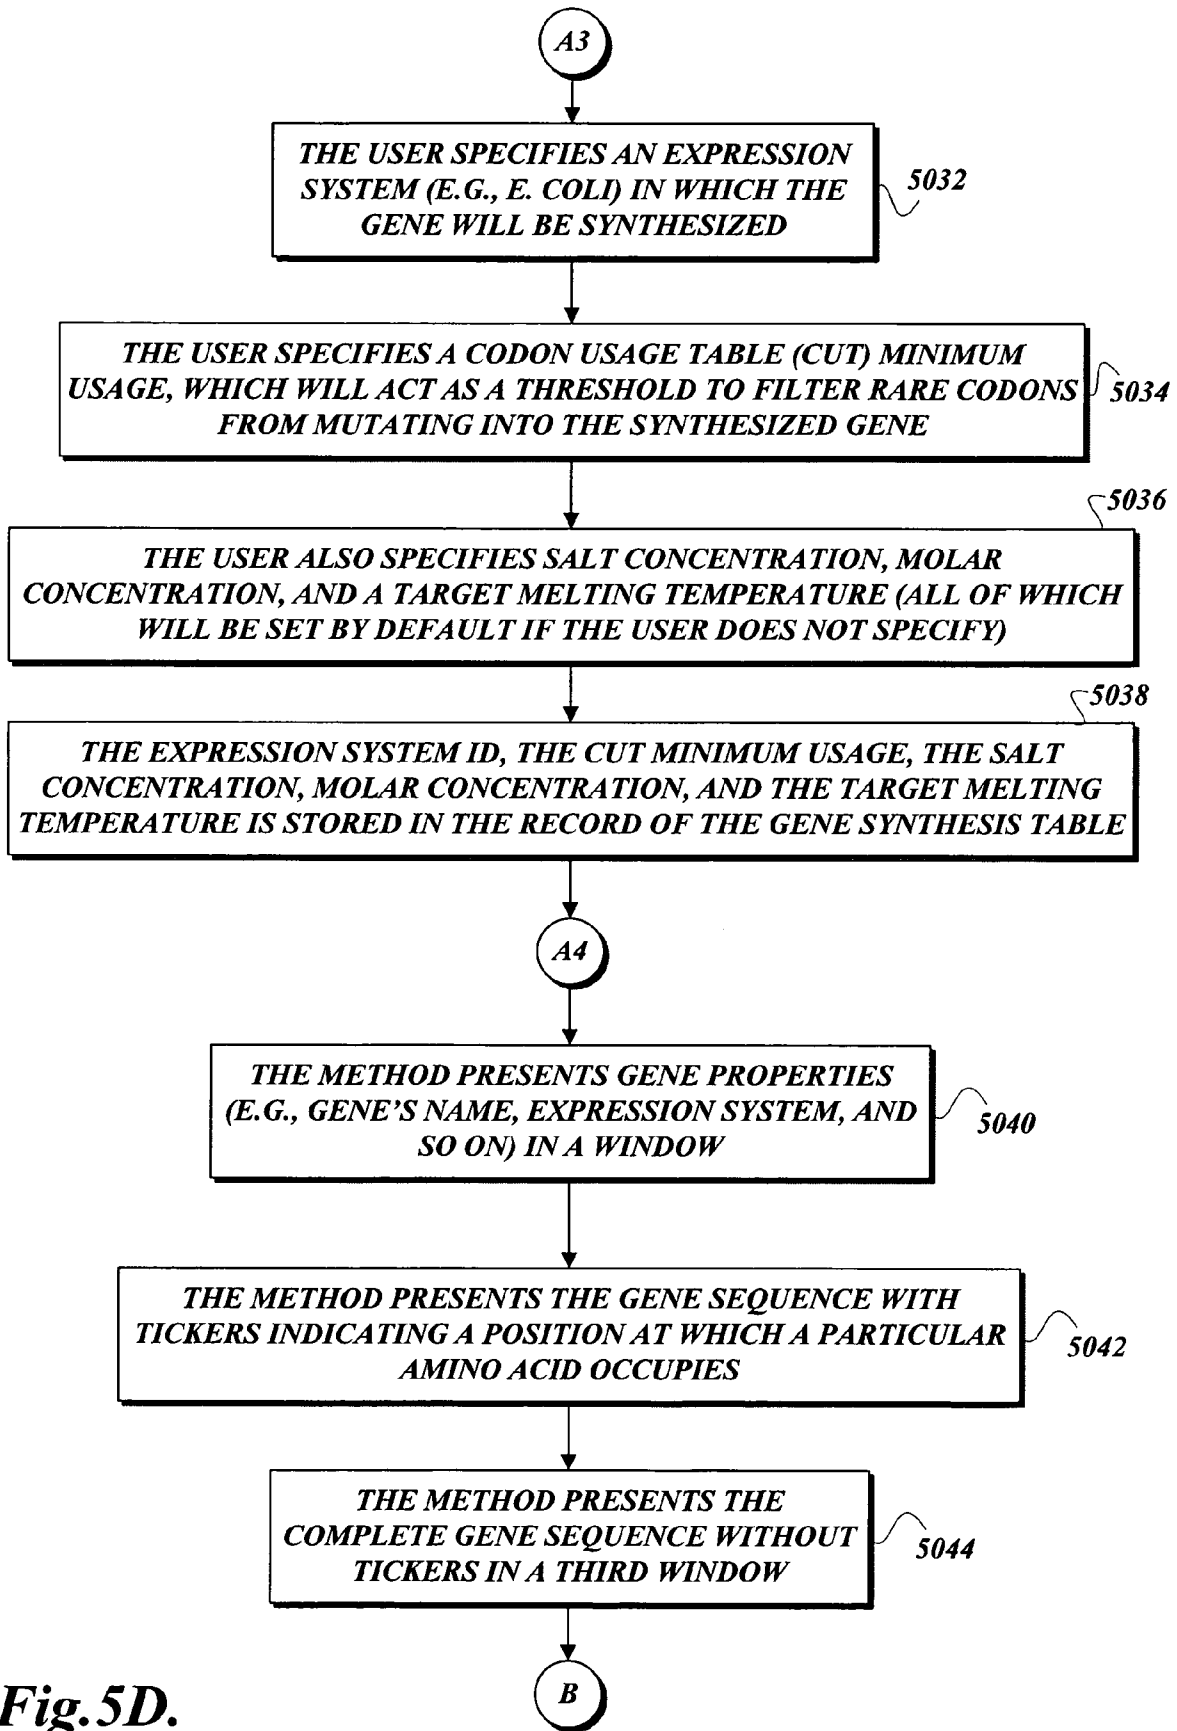 A3
THE USER SPECIFIES AN EXPRESSION
SYSTEM (E.G., E. COLI) IN WHICH THE
GENE WILL BE SYNTHESIZED
5032
THE USER SPECIFIES A CODON USAGE TABLE (CUT) MINIMUM
USAGE, WHICH WILL ACT AS A THRESHOLD TO FILTER RARE CODONS
FROM MUTATING INTO THE SYNTHESIZED GENE
5034
5036
THE USER ALSO SPECIFIES SALT CONCENTRATION, MOLAR
CONCENTRATION, AND A TARGET MELTING TEMPERATURE (ALL OF WHICH
WILL BE SET BY DEFAULT IF THE USER DOES NOT SPECIFY)
5038
THE EXPRESSION SYSTEM ID, THE CUT MINIMUM USAGE, THE SALT
CONCENTRATION, MOLAR CONCENTRATION, AND THE TARGET MELTING
TEMPERATURE IS STORED IN THE RECORD OF THE GENE SYNTHESIS TABLE
A4
THE METHOD PRESENTS GENE PROPERTIES
(E.G., GENE'S NAME, EXPRESSION SYSTEM, AND
SO ON) IN A WINDOW
5040
THE METHOD PRESENTS THE GENE SEQUENCE WITH
TICKERS INDICATING A POSITION AT WHICH A PARTICULAR
AMINO ACID OCCUPIES
5042
THE METHOD PRESENTS THE
COMPLETE GENE SEQUENCE WITHOUT
TICKERS IN A THIRD WINDOW
5044
B
Fig.5D.